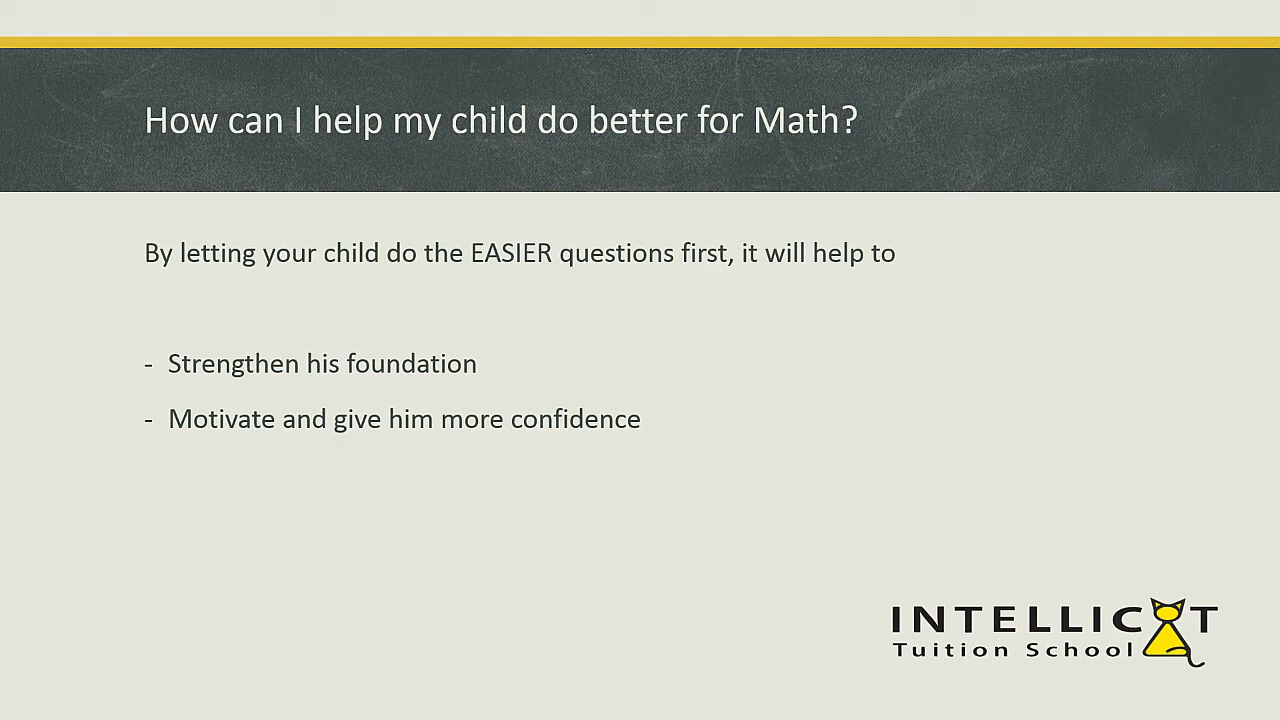 How can I help my child do better for Math?
By letting your child do the EASIER questions first, it will help to
- Strengthen his foundation
- Motivate and give him more confidence
INTELLICAT
Tuition School